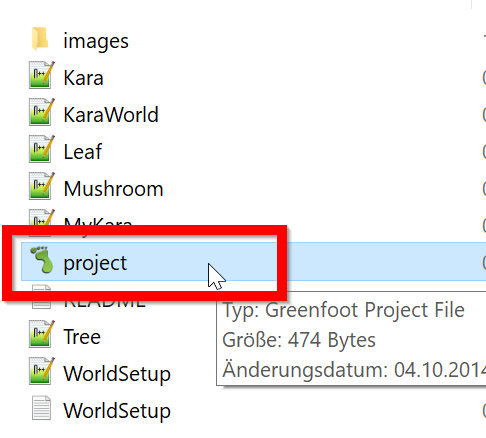 images
Kara
KaraWorld
Leaf
Mushroom
MyKara
project
README
Typ: Greenfoot Project File
Tree
Größe: 474 Bytes
Änderungsdatum: 04.10.2014
WorldSetup
WorldSetup